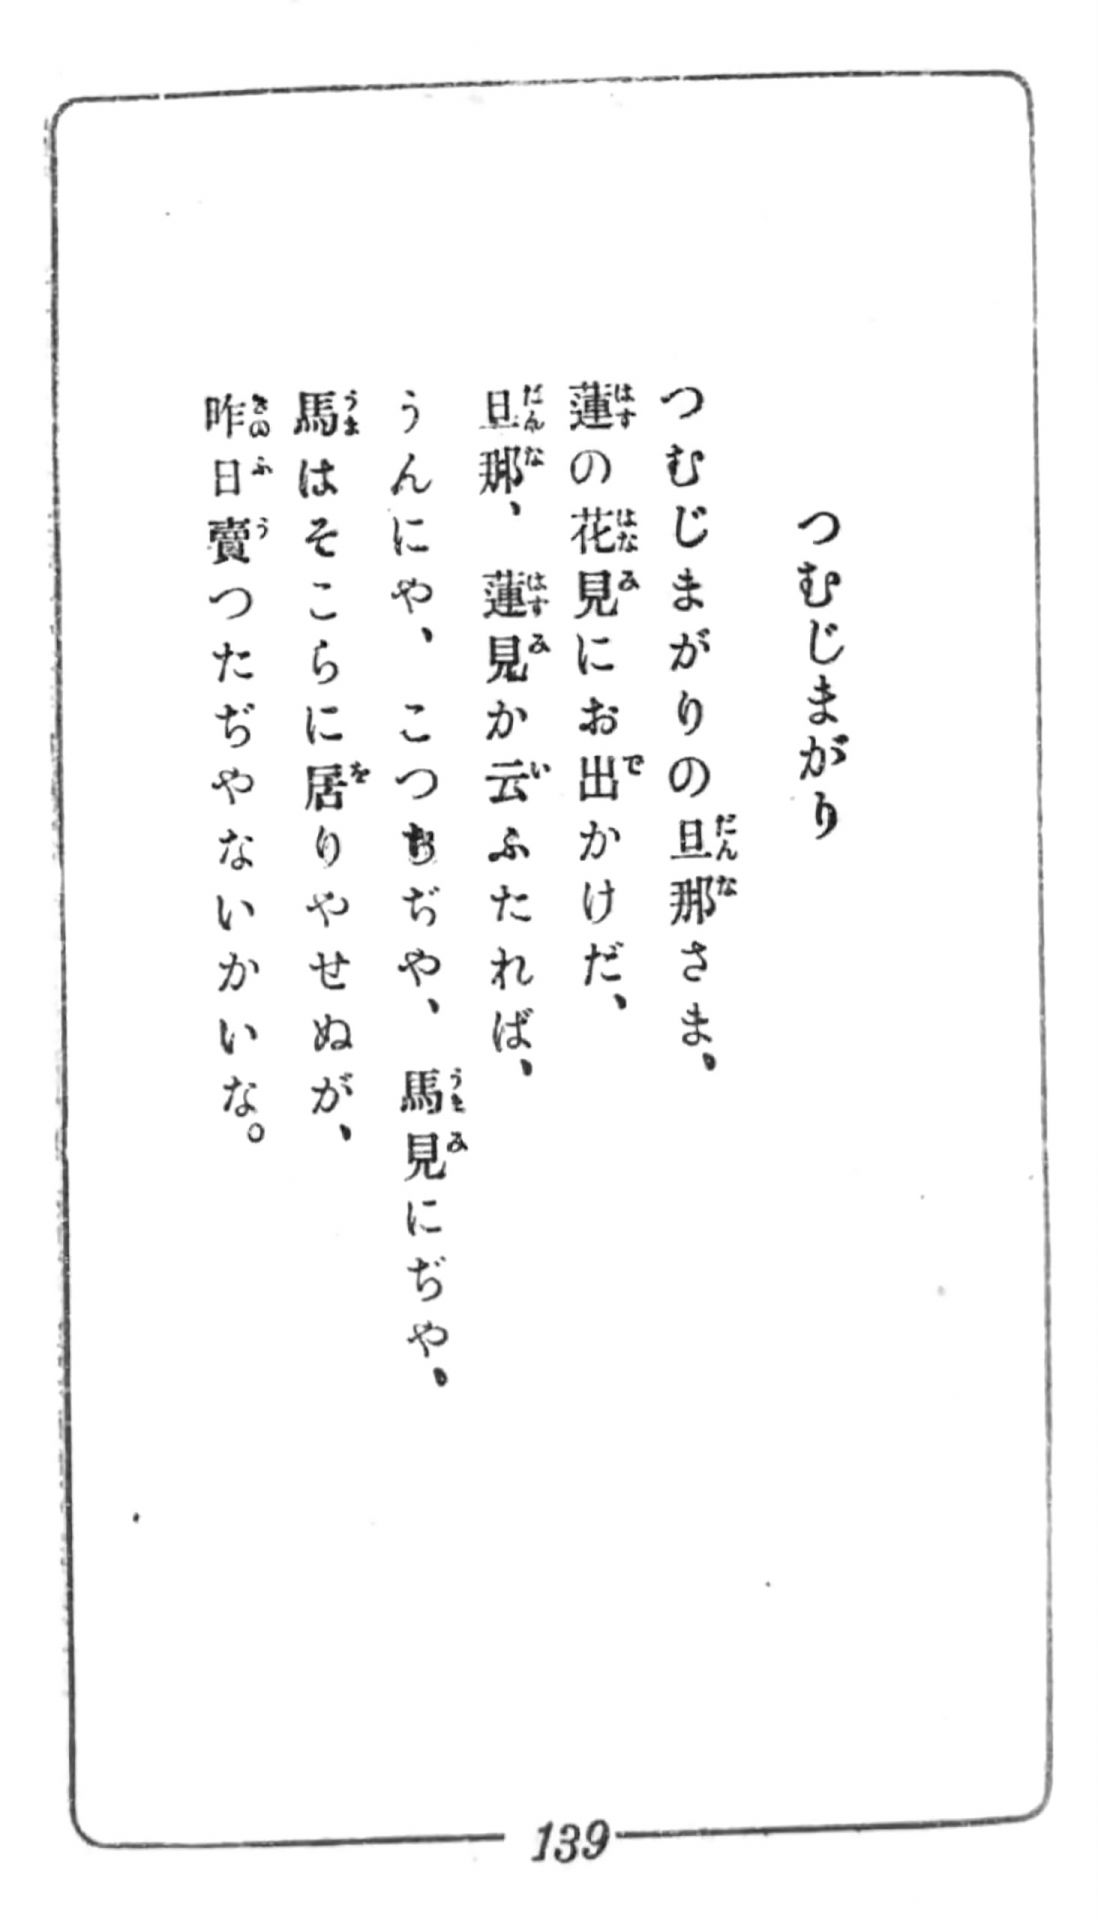 つむじまがり
つむじまがりの旦那さま、
蓮の花見にお出かけだ、
旦那、蓮見か云ふたれば、
うんにや、こつちぢや、馬見にぢや、
馬はそこらに居りやせぬが、
昨日賣つたぢやないかいな。
139